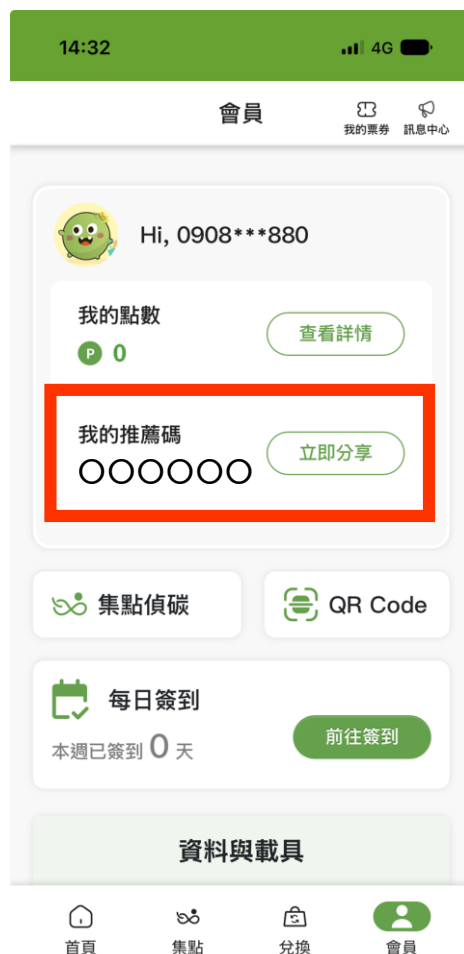 14:32 4G
會員
我的票券 訊息中心
Hi, 0908***880
我的點數
查看詳情
P 0
我的推薦碼
立即分享
〇〇〇〇〇〇
集點偵碳
QR Code
每日簽到
本週已簽到 0 天
前往簽到
資料與載具
首頁 集點 兌換 會員